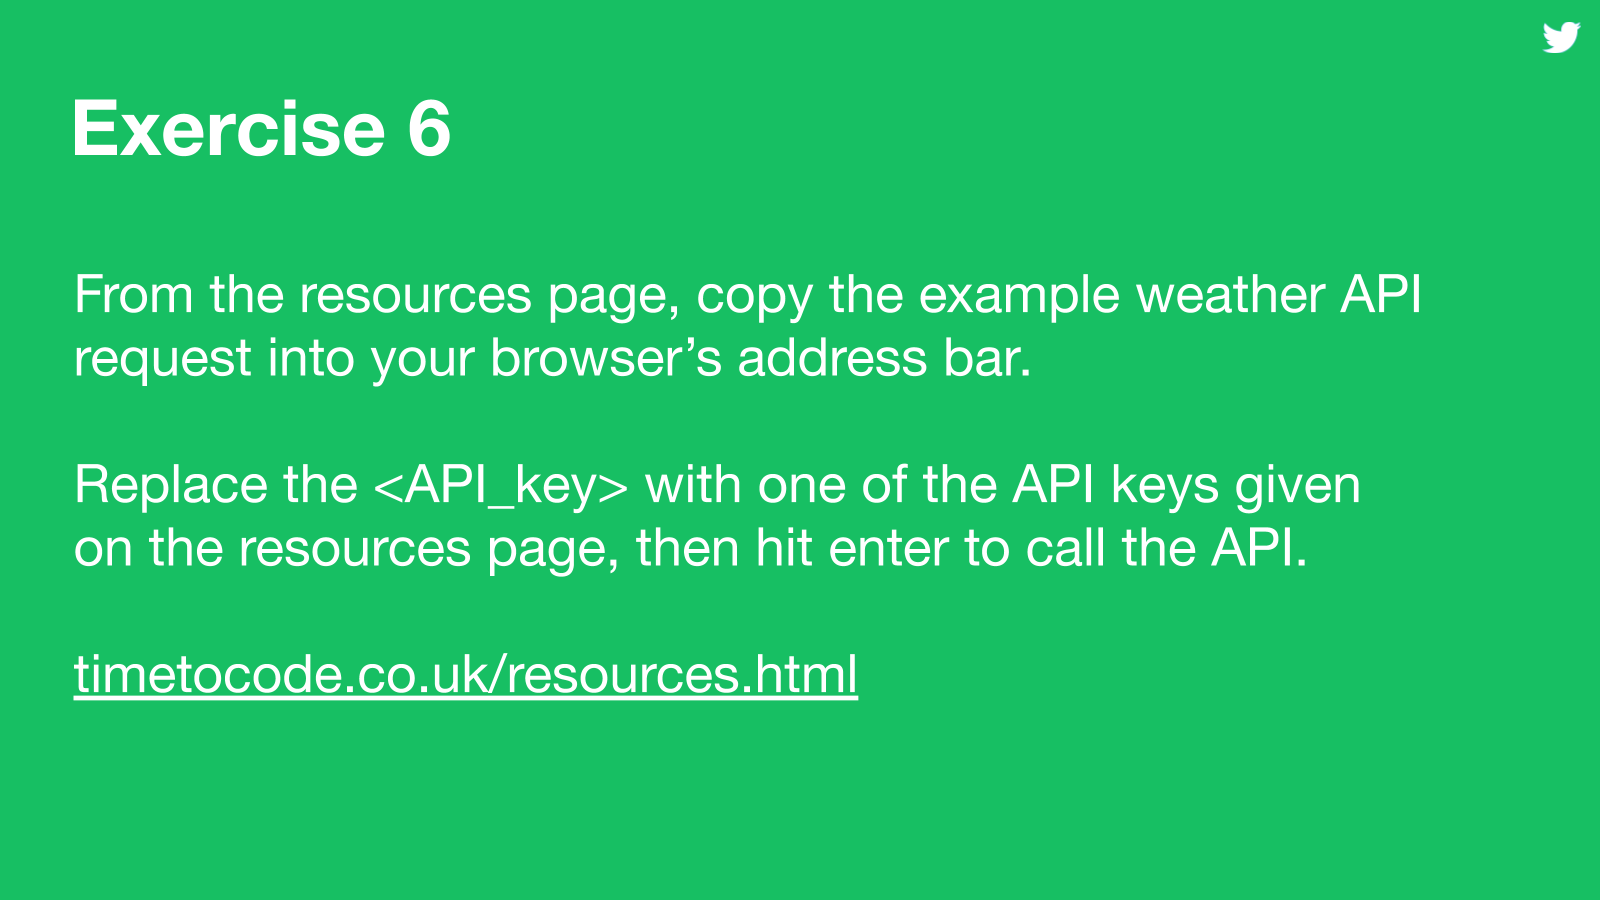 Exercise 6
From the resources page, copy the example weather API
request into your browser’s address bar.
Replace the <API_key> with one of the API keys given
on the resources page, then hit enter to call the API.
timetocode.co.uk/resources.html